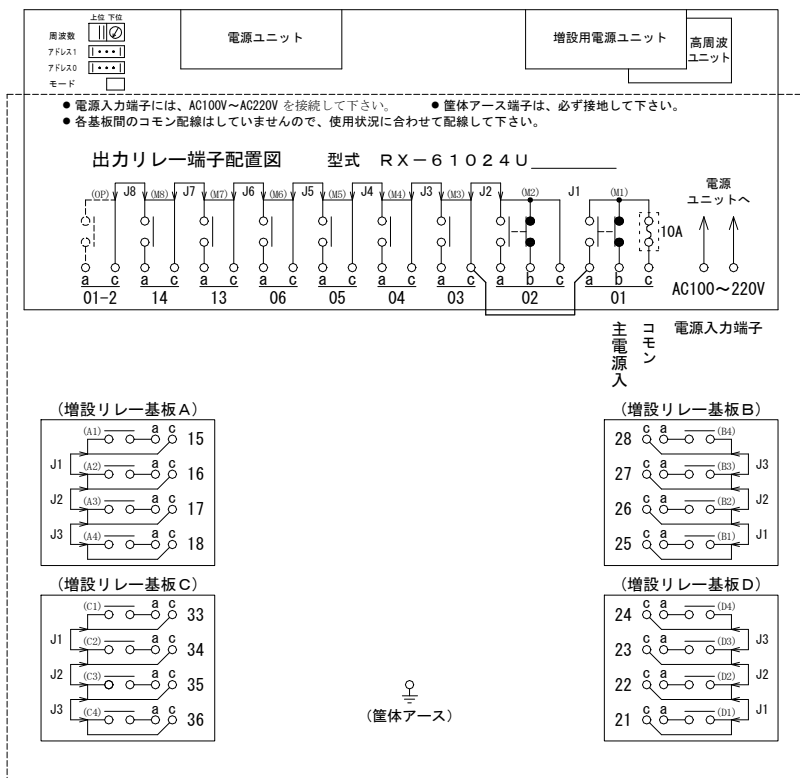 上位 下位
周波数
アドレス1
アドレス0
モード
電源ユニット
増設用電源ユニット
高周波
ユニット
● 電源入力端子には、AC100V～AC220V を接続して下さい。 ● 筐体アース端子は、必ず接地して下さい。
● 各基板間のコモン配線はしていませんので、使用状況に合わせて配線して下さい。
出力リレー端子配置図 型式 RX－61024U
電源
ユニットへ
(OP) J8 (M8) J7 (M7) J6 (M6) J5 (M5) J4 (M4) J3 (M3) J2 (M2) J1 (M1)
10A
a c a c a c a c a c a c a c a b c a b c
01-2 14 13 06 05 04 03 02 01
AC100～220V
主電源入
コモン
電源入力端子
(増設リレー基板A)
(A1) a c 15
J1
(A2) a c 16
J2
(A3) a c 17
J3
(A4) a c 18
(増設リレー基板B)
28 c a (B4)
J3
27 c a (B3)
J2
26 c a (B2)
J1
25 c a (B1)
(増設リレー基板C)
(C1) a c 33
J1
(C2) a c 34
J2
(C3) a c 35
J3
(C4) a c 36
(増設リレー基板D)
24 c a (D4)
J3
23 c a (D3)
J2
22 c a (D2)
J1
21 c a (D1)
(筐体アース)